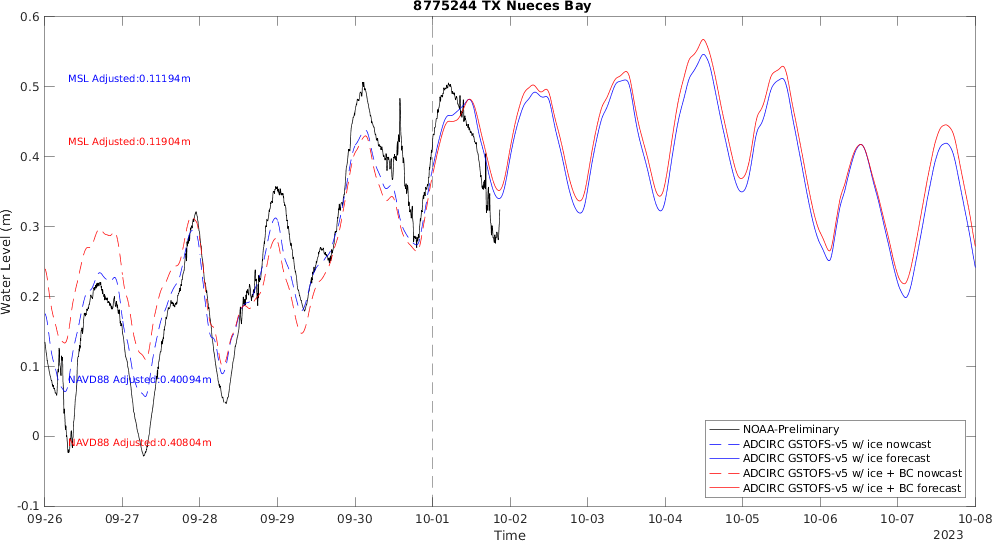 8775244 TX Nueces Bay
0.6
0.5
0.4
0.3
0.2
0.1
0
-0.1
Water Level (m)
MSL Adjusted:0.11194m
MSL Adjusted:0.11904m
NAVD88 Adjusted:0.40094m
NAVD88 Adjusted:0.40804m
NOAA-Preliminary
ADCIRC GSTOFS-v5 w/ ice nowcast
ADCIRC GSTOFS-v5 w/ ice forecast
ADCIRC GSTOFS-v5 w/ ice + BC nowcast
ADCIRC GSTOFS-v5 w/ ice + BC forecast
09-26 09-27 09-28 09-29 09-30 10-01 10-02 10-03 10-04 10-05 10-06 10-07 10-08
Time
2023